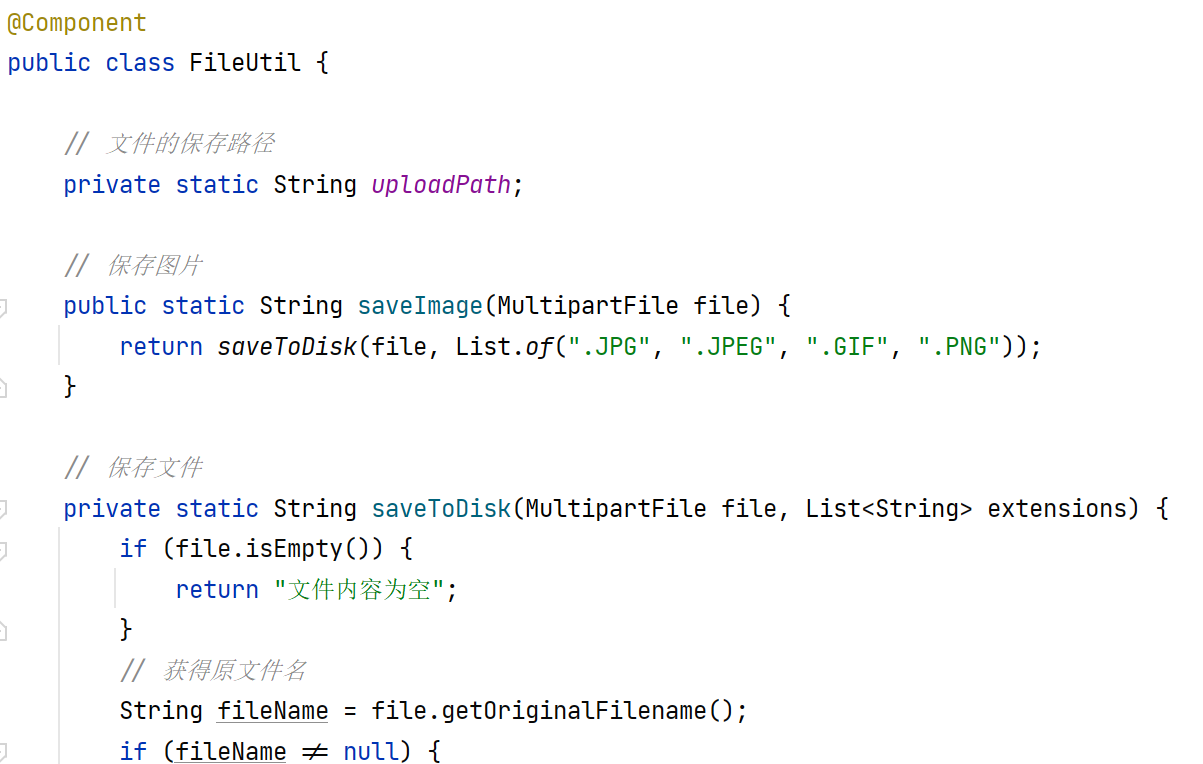 @Component
public class FileUtil {
// 文件的保存路径
private static String uploadPath;
// 保存图片
public static String saveImage(MultipartFile file) {
return saveToDisk(file, List.of(".JPG", ".JPEG", ".GIF", ".PNG"));
}
// 保存文件
private static String saveToDisk(MultipartFile file, List<String> extensions) {
if (file.isEmpty()) {
return "文件内容为空";
}
// 获得原文件名
String fileName = file.getOriginalFilename();
if (fileName != null) {